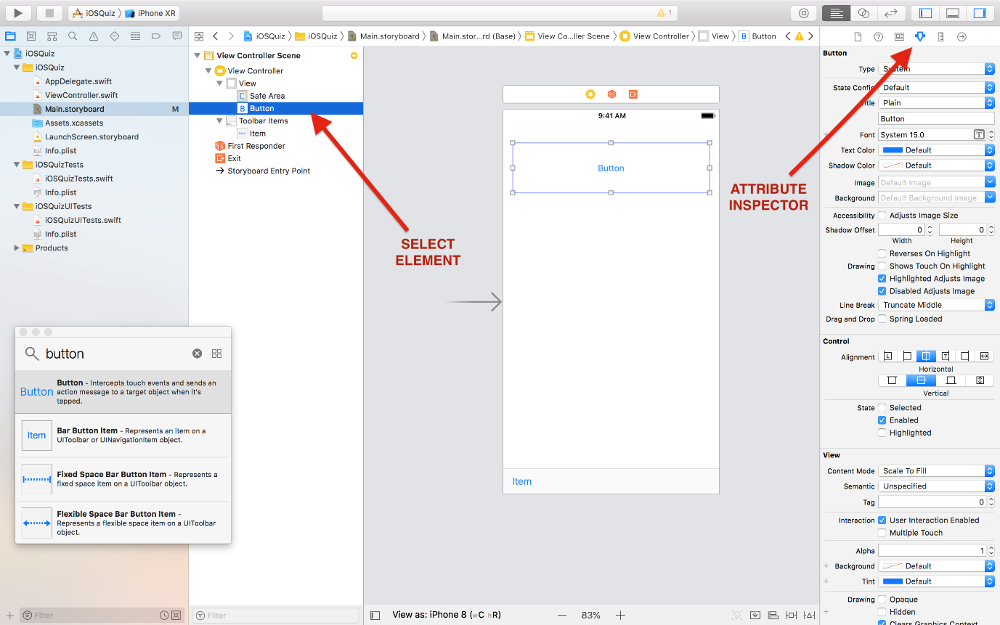 iOSQuiz iPhone XR
1
iOSQuiz iOSQuiz Main.storyboard Main.stor...rd (Base) View Co...ller Scene View Controller View B Button
iOSQuiz
iOSQuiz
AppDelegate.swift
ViewController.swift
Main.storyboard M
Assets.xcassets
LaunchScreen.storyboard
Info.plist
iOSQuizTests
iOSQuizTests.swift
Info.plist
iOSQuizUITests
iOSQuizUITests.swift
Info.plist
Products
Filter
View Controller Scene
View Controller
View
Safe Area
B Button
Toolbar Items
Item Item
First Responder
Exit
Storyboard Entry Point
Filter
button
Button Button - Intercepts touch events and sends an
action message to a target object when it's
tapped.
Item Bar Button Item - Represents an item on a
UIToolbar or UINavigationItem object.
Fixed Space Bar Button Item - Represents a
fixed space item on a UIToolbar object.
Flexible Space Bar Button Item -
Represents a flexible space item on a UIToolbar
object.
9:41 AM
Button
Item
SELECT
ELEMENT
ATTRIBUTE
INSPECTOR
View as: iPhone 8 (wC hR)
83%
Button
Type System
State Config Default
Title Plain
Button
Font System 15.0 T
Text Color Default
Shadow Color Default
Image Default Image
Background Default Background Image
Accessibility Adjusts Image Size
Shadow Offset 0 0
Width Height
Reverses On Highlight
Drawing Shows Touch On Highlight
Highlighted Adjusts Image
Disabled Adjusts Image
Line Break Truncate Middle
Drag and Drop Spring Loaded
Control
Alignment
Horizontal
Vertical
State Selected
Enabled
Highlighted
View
Content Mode Scale To Fill
Semantic Unspecified
Tag 0
Interaction User Interaction Enabled
Multiple Touch
Alpha 1
Background Default
Tint Default
Drawing Opaque
Hidden
Clears Graphics Context